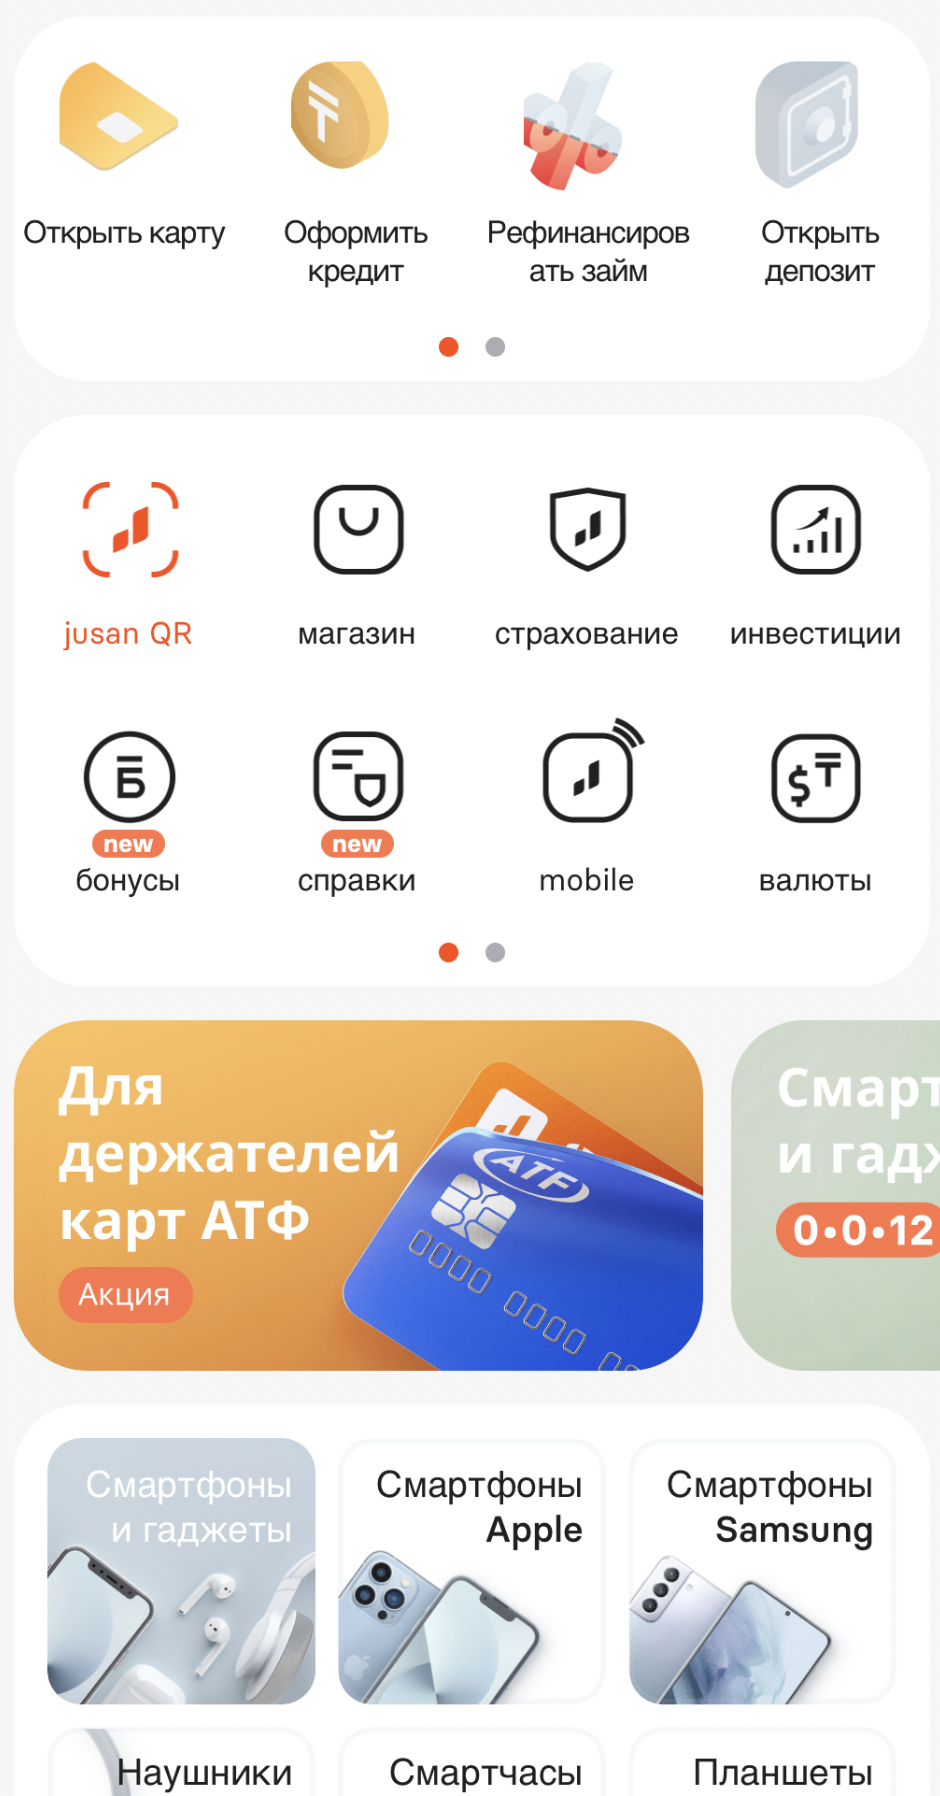 Открыть карту
Оформить
кредит
Рефинансиров
ать займ
Открыть
депозит
jusan QR
магазин
страхование
инвестиции
Б
new
бонусы
new
справки
mobile
$ ₸
валюты
Для
держателей
карт АТФ
Акция
ATF
0000 0000 00
Смарт
и гадж
0•0•12
Смартфоны
и гаджеты
Смартфоны
Apple
Смартфоны
Samsung
Наушники
Смартчасы
Планшеты